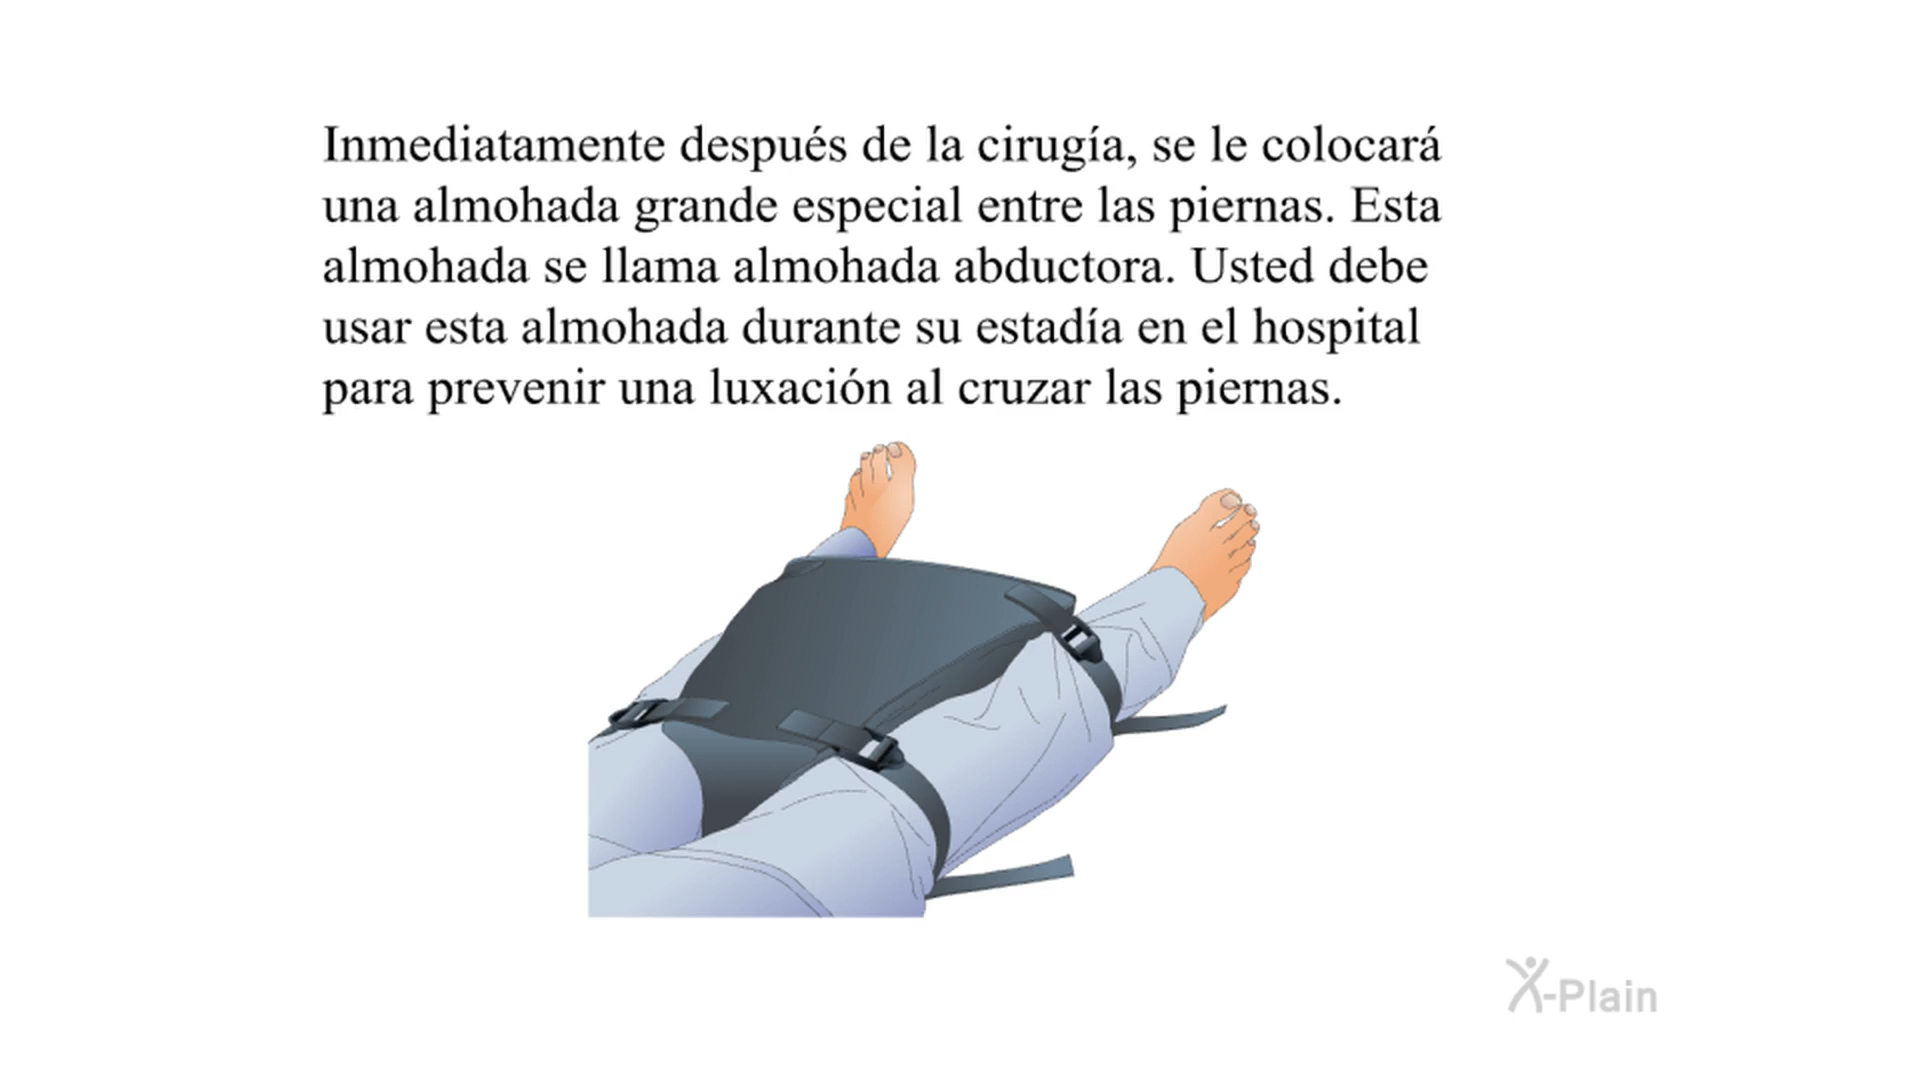 Inmediatamente después de la cirugía, se le colocará
una almohada grande especial entre las piernas. Esta
almohada se llama almohada abductora. Usted debe
usar esta almohada durante su estadía en el hospital
para prevenir una luxación al cruzar las piernas.
X-Plain